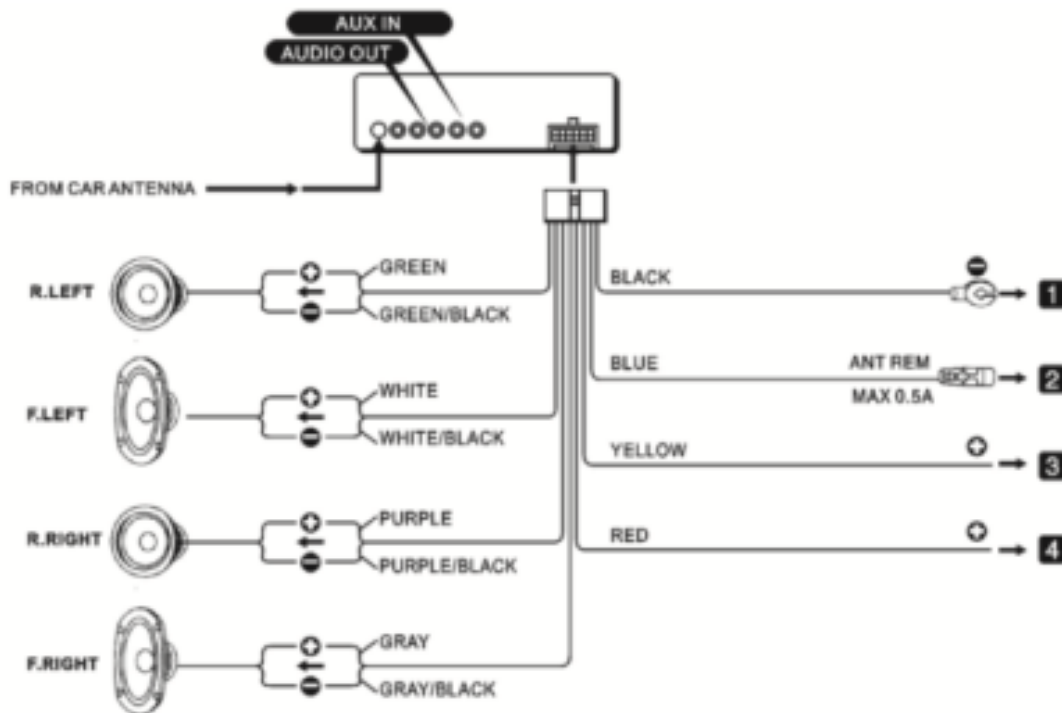 AUX IN
AUDIO OUT
FROM CAR ANTENNA
R.LEFT
GREEN
GREEN/BLACK
F.LEFT
WHITE
WHITE/BLACK
R.RIGHT
PURPLE
PURPLE/BLACK
F.RIGHT
GRAY
GRAY/BLACK
BLACK
1
BLUE
ANT REM
MAX 0.5A
2
YELLOW
3
RED
4